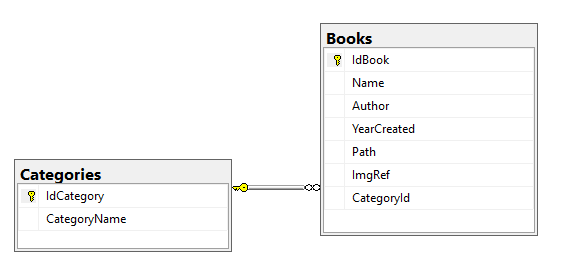 Books
IdBook
Name
Author
YearCreated
Path
ImgRef
CategoryId
Categories
IdCategory
CategoryName